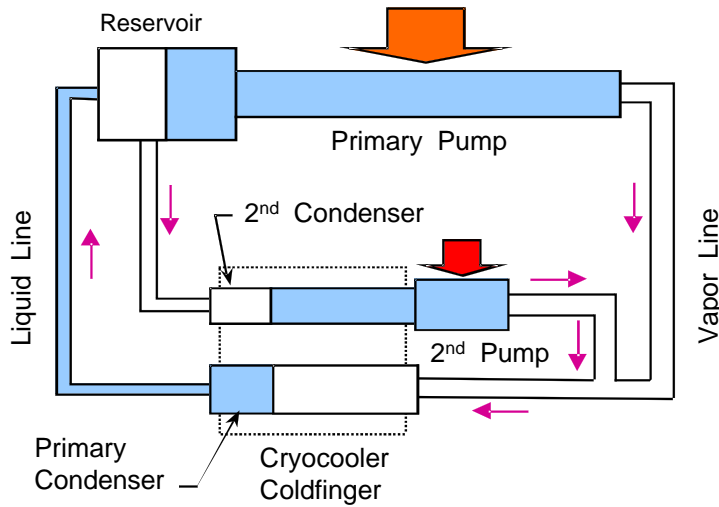 Reservoir
Primary Pump
2nd Condenser
Liquid Line
Vapor Line
2nd Pump
Primary
Condenser
Cryocooler
Coldfinger